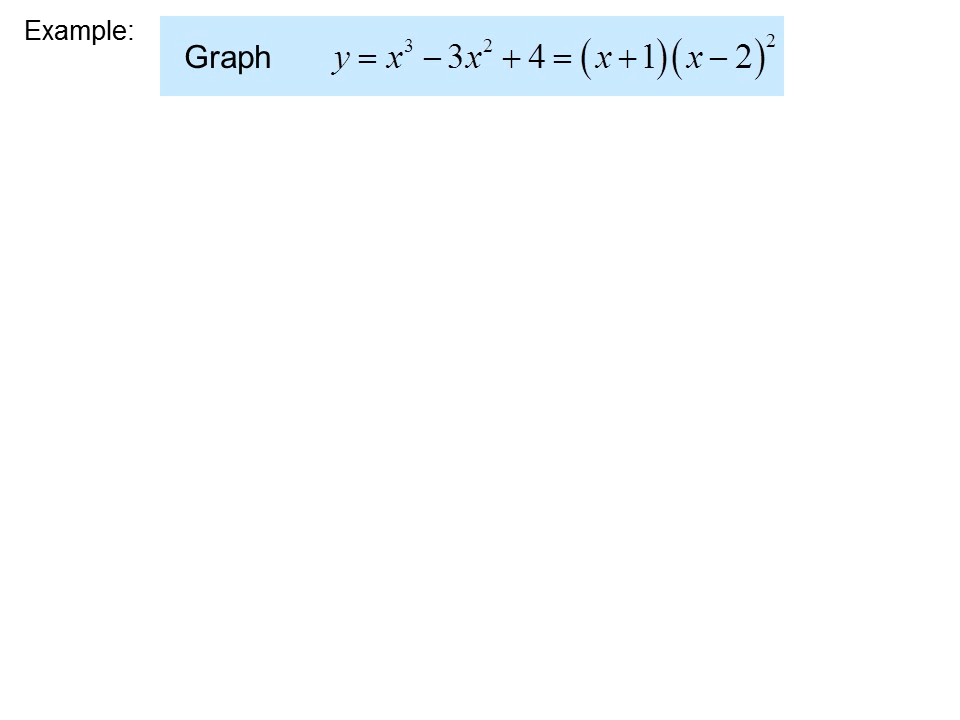 Example:
Graph y = x³ − 3x² + 4 = (x + 1)(x − 2)²